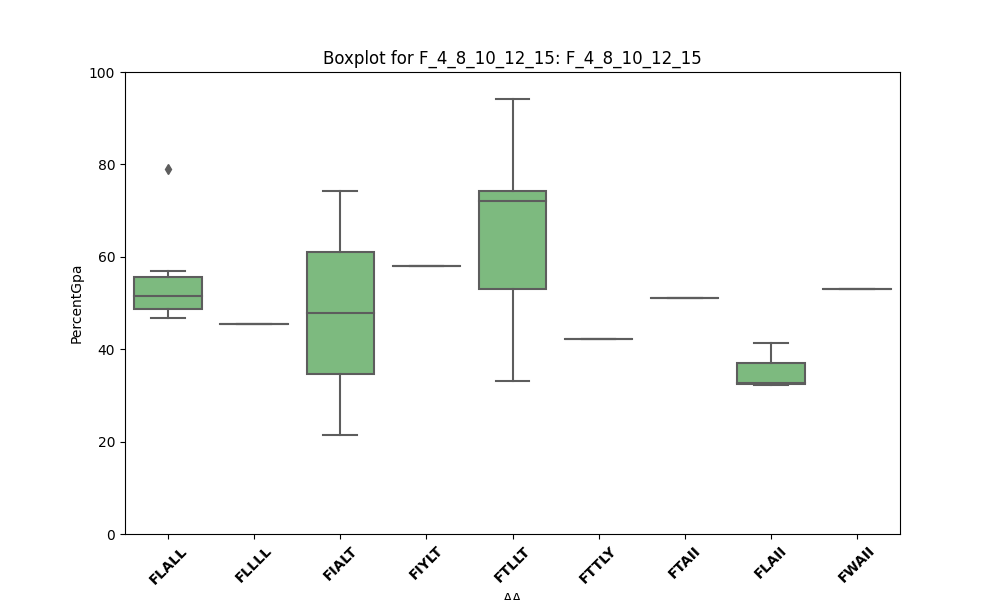 Boxplot for F_4_8_10_12_15: F_4_8_10_12_15
100
80
60
40
20
0
PercentGpa
FLALL
FLLLL
FIALT
FIYLT
FTLLT
FTTLY
FTAII
FLAII
FWAII
AA